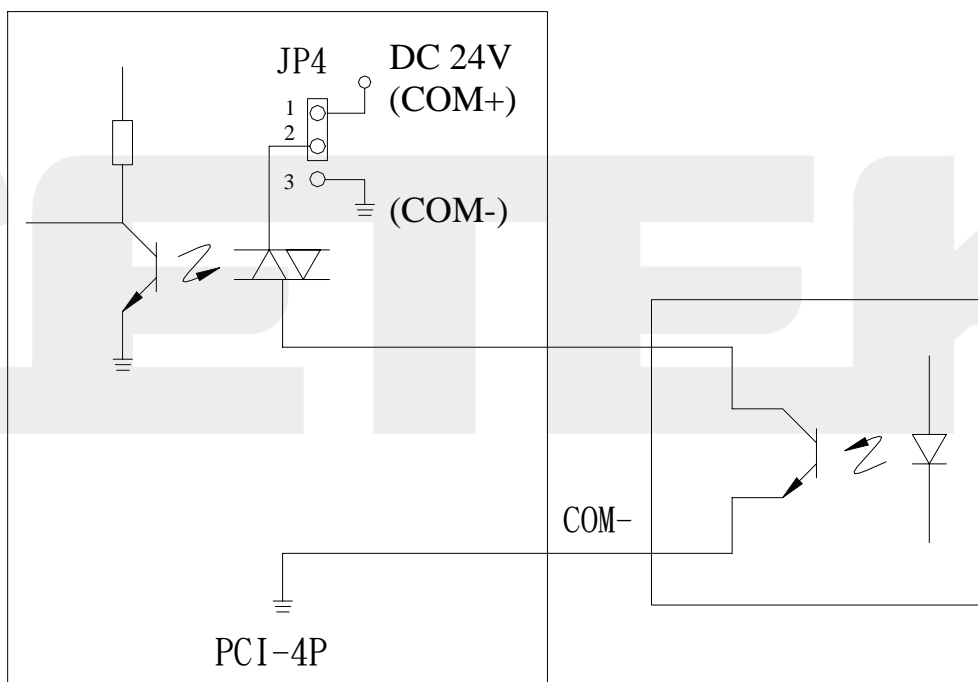 JP4
DC 24V
(COM+)
1
2
3
(COM-)
COM-
PCI-4P